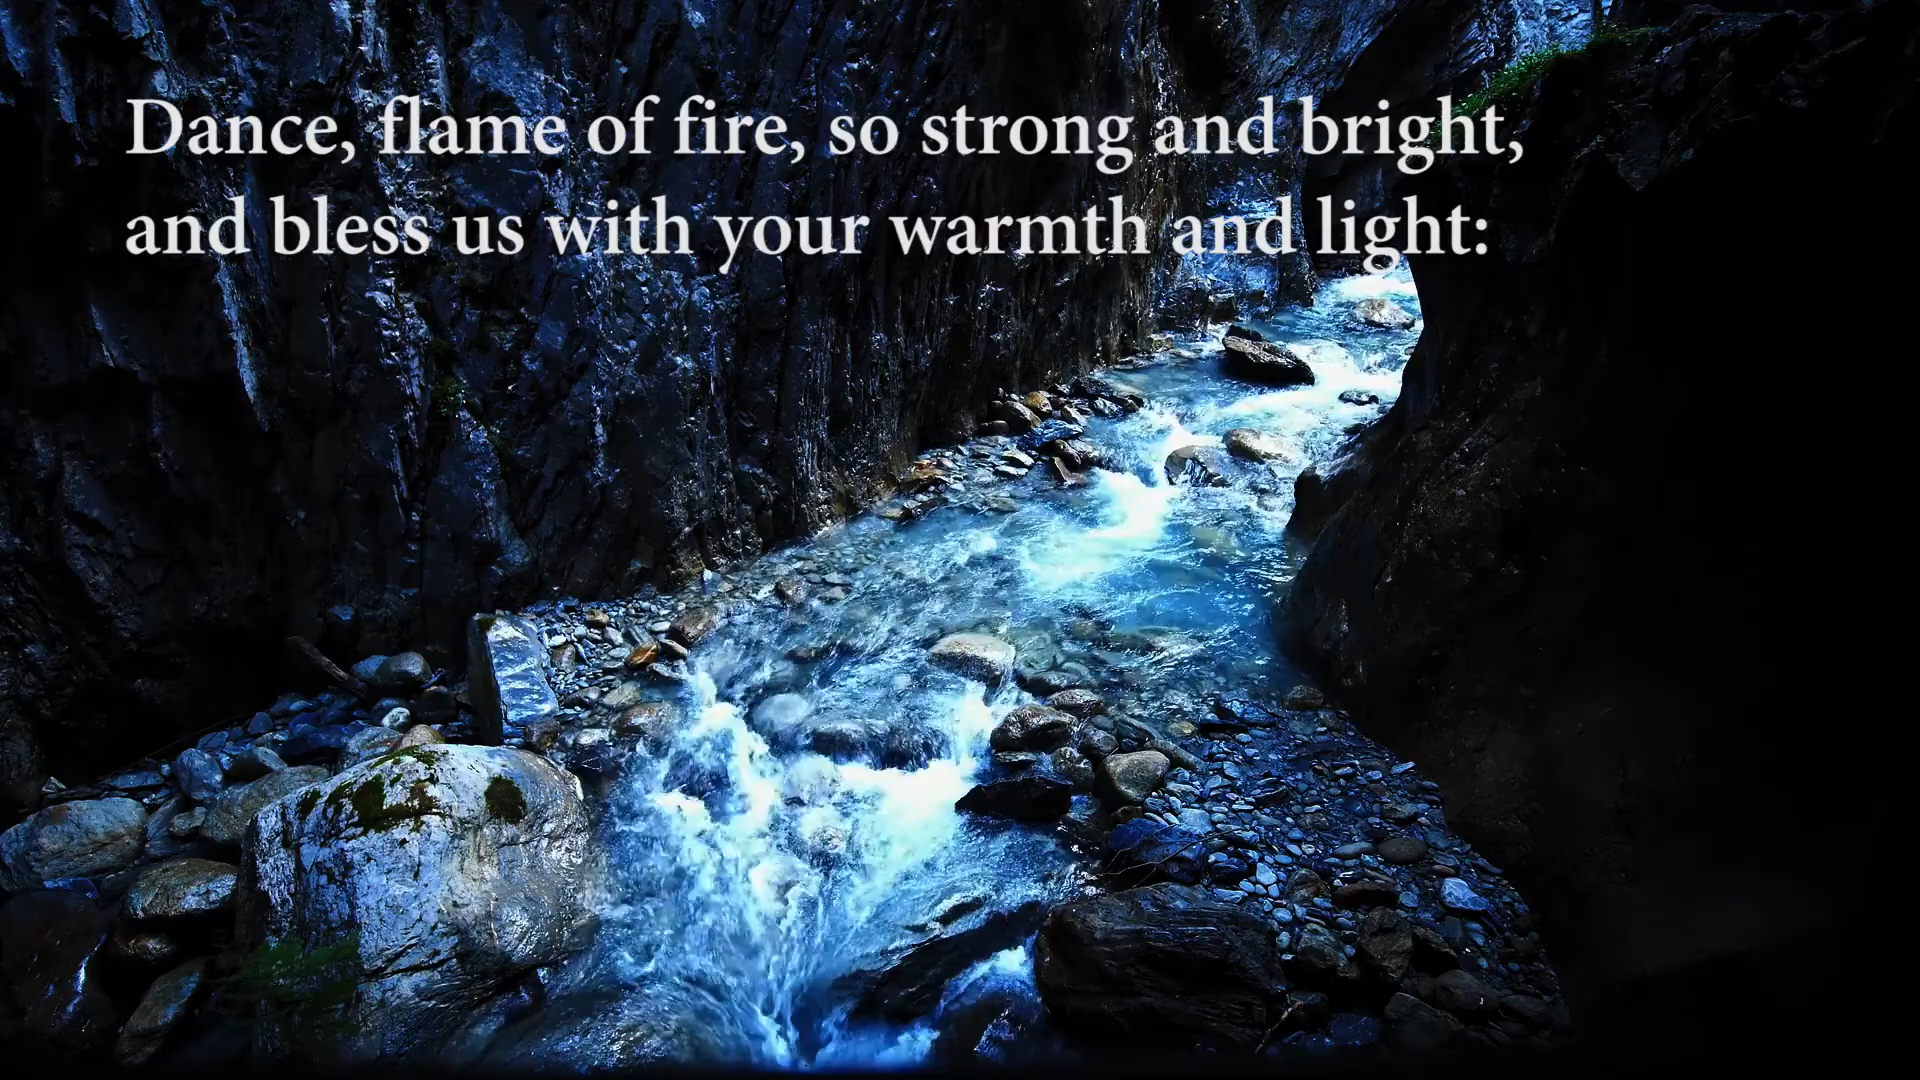 Dance, flame of fire, so strong and bright,
and bless us with your warmth and light: